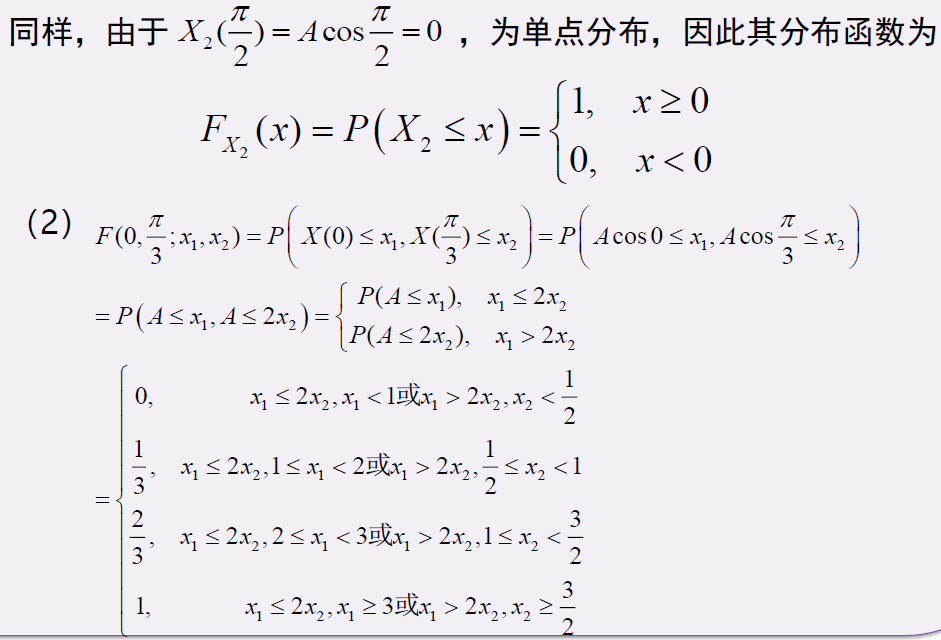 同样，由于 $X_2(\frac{\pi}{2}) = A\cos\frac{\pi}{2} = 0$ ，为单点分布，因此其分布函数为
$F_{X_2}(x) = P(X_2 \le x) = \begin{cases} 1, & x \ge 0 \\ 0, & x < 0 \end{cases}$
(2) $F(0, \frac{\pi}{3}; x_1, x_2) = P\left( X(0) \le x_1, X(\frac{\pi}{3}) \le x_2 \right) = P\left( A\cos 0 \le x_1, A\cos\frac{\pi}{3} \le x_2 \right)$
$= P(A \le x_1, A \le 2x_2) = \begin{cases} P(A \le x_1), & x_1 \le 2x_2 \\ P(A \le 2x_2), & x_1 > 2x_2 \end{cases}$
$= \begin{cases} 0, & x_1 \le 2x_2, x_1 < 1 或 x_1 > 2x_2, x_2 < \frac{1}{2} \\ \frac{1}{3}, & x_1 \le 2x_2, 1 \le x_1 < 2 或 x_1 > 2x_2, \frac{1}{2} \le x_2 < 1 \\ \frac{2}{3}, & x_1 \le 2x_2, 2 \le x_1 < 3 或 x_1 > 2x_2, 1 \le x_2 < \frac{3}{2} \\ 1, & x_1 \le 2x_2, x_1 \ge 3 或 x_1 > 2x_2, x_2 \ge \frac{3}{2} \end{cases}$